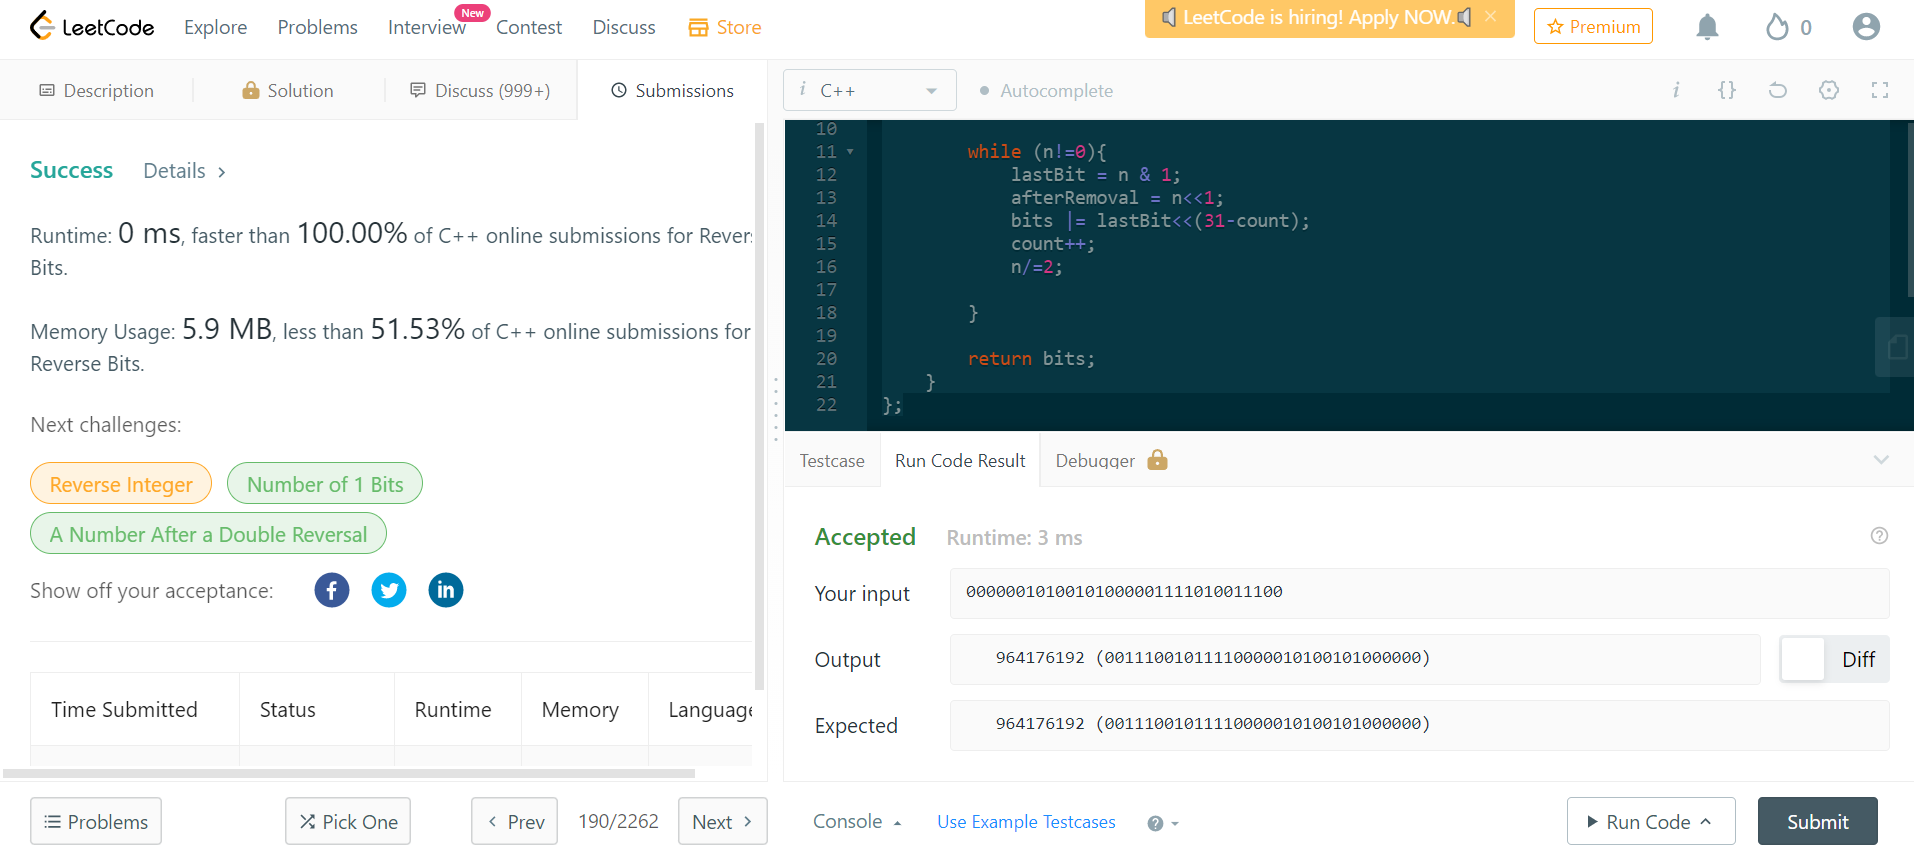 LeetCode
Explore
Problems
Interview
New
Contest
Discuss
Store
LeetCode is hiring! Apply NOW.
Premium
0
Description
Solution
Discuss (999+)
Submissions
i C++
Autocomplete
Success Details
Runtime: 0 ms, faster than 100.00% of C++ online submissions for Rever
Bits.
Memory Usage: 5.9 MB, less than 51.53% of C++ online submissions for
Reverse Bits.
Next challenges:
Reverse Integer
Number of 1 Bits
A Number After a Double Reversal
Show off your acceptance:
Time Submitted Status Runtime Memory Language
10
11 while (n!=0){
12 lastBit = n & 1;
13 afterRemoval = n<<1;
14 bits |= lastBit<<(31-count);
15 count++;
16 n/=2;
17
18 }
19
20 return bits;
21 }
22 };
Testcase
Run Code Result
Debugger
Accepted Runtime: 3 ms
Your input 00000010100101000001111010011100
Output 964176192 (00111001011110000010100101000000)
Diff
Expected 964176192 (00111001011110000010100101000000)
Problems
Pick One
Prev
190/2262
Next
Console
Use Example Testcases
Run Code
Submit